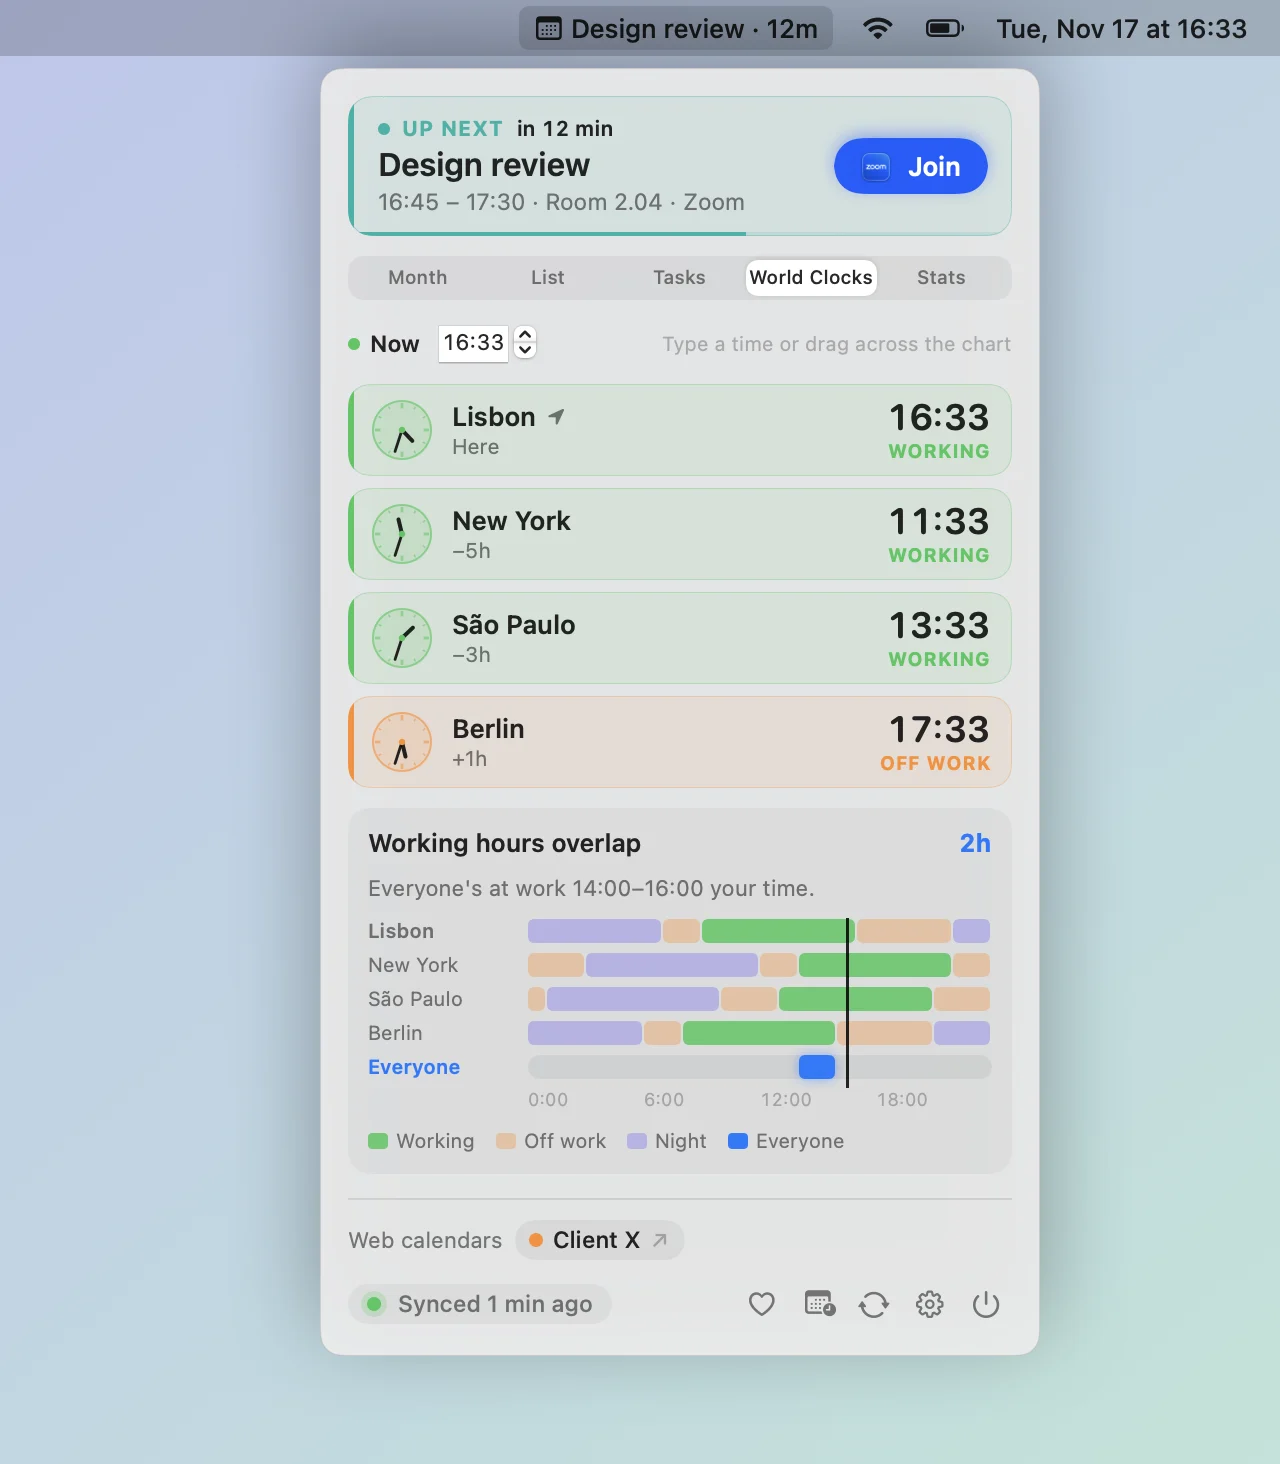 Design review · 12m
Tue, Nov 17 at 16:33
UP NEXT in 12 min
Design review
16:45 – 17:30 · Room 2.04 · Zoom
zoom
Join
Month List Tasks World Clocks Stats
Now 16:33
Type a time or drag across the chart
Lisbon
Here
16:33
WORKING
New York
−5h
11:33
WORKING
São Paulo
−3h
13:33
WORKING
Berlin
+1h
17:33
OFF WORK
Working hours overlap
2h
Everyone's at work 14:00–16:00 your time.
Lisbon
New York
São Paulo
Berlin
Everyone
0:00 6:00 12:00 18:00
Working Off work Night Everyone
Web calendars
Client X
Synced 1 min ago